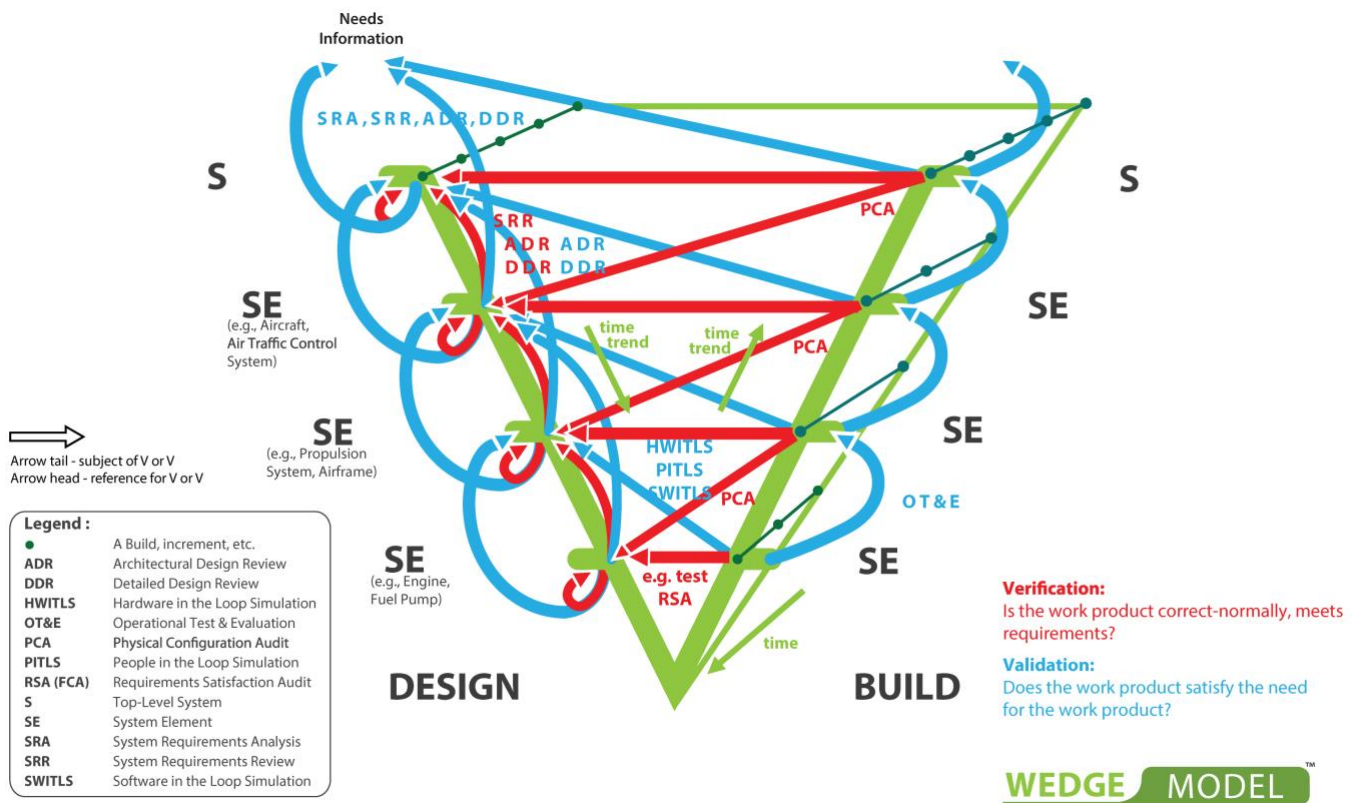 Needs
Information
SRA,SRR,ADR,DDR
S
S
PCA
SRR
ADR ADR
DDR DDR
SE
(e.g., Aircraft,
Air Traffic Control
System)
SE
time
trend
time
trend
PCA
SE
(e.g., Propulsion
System, Airframe)
SE
HWITLS
PITLS
SWITLS
PCA
OT&E
Arrow tail - subject of V or V
Arrow head - reference for V or V
SE
(e.g., Engine,
Fuel Pump)
SE
e.g. test
RSA
time
DESIGN
BUILD
Legend :
A Build, increment, etc.
ADR Architectural Design Review
DDR Detailed Design Review
HWITLS Hardware in the Loop Simulation
OT&E Operational Test & Evaluation
PCA Physical Configuration Audit
PITLS People in the Loop Simulation
RSA (FCA) Requirements Satisfaction Audit
S Top-Level System
SE System Element
SRA System Requirements Analysis
SRR System Requirements Review
SWITLS Software in the Loop Simulation
Verification:
Is the work product correct-normally, meets
requirements?
Validation:
Does the work product satisfy the need
for the work product?
WEDGE MODEL™